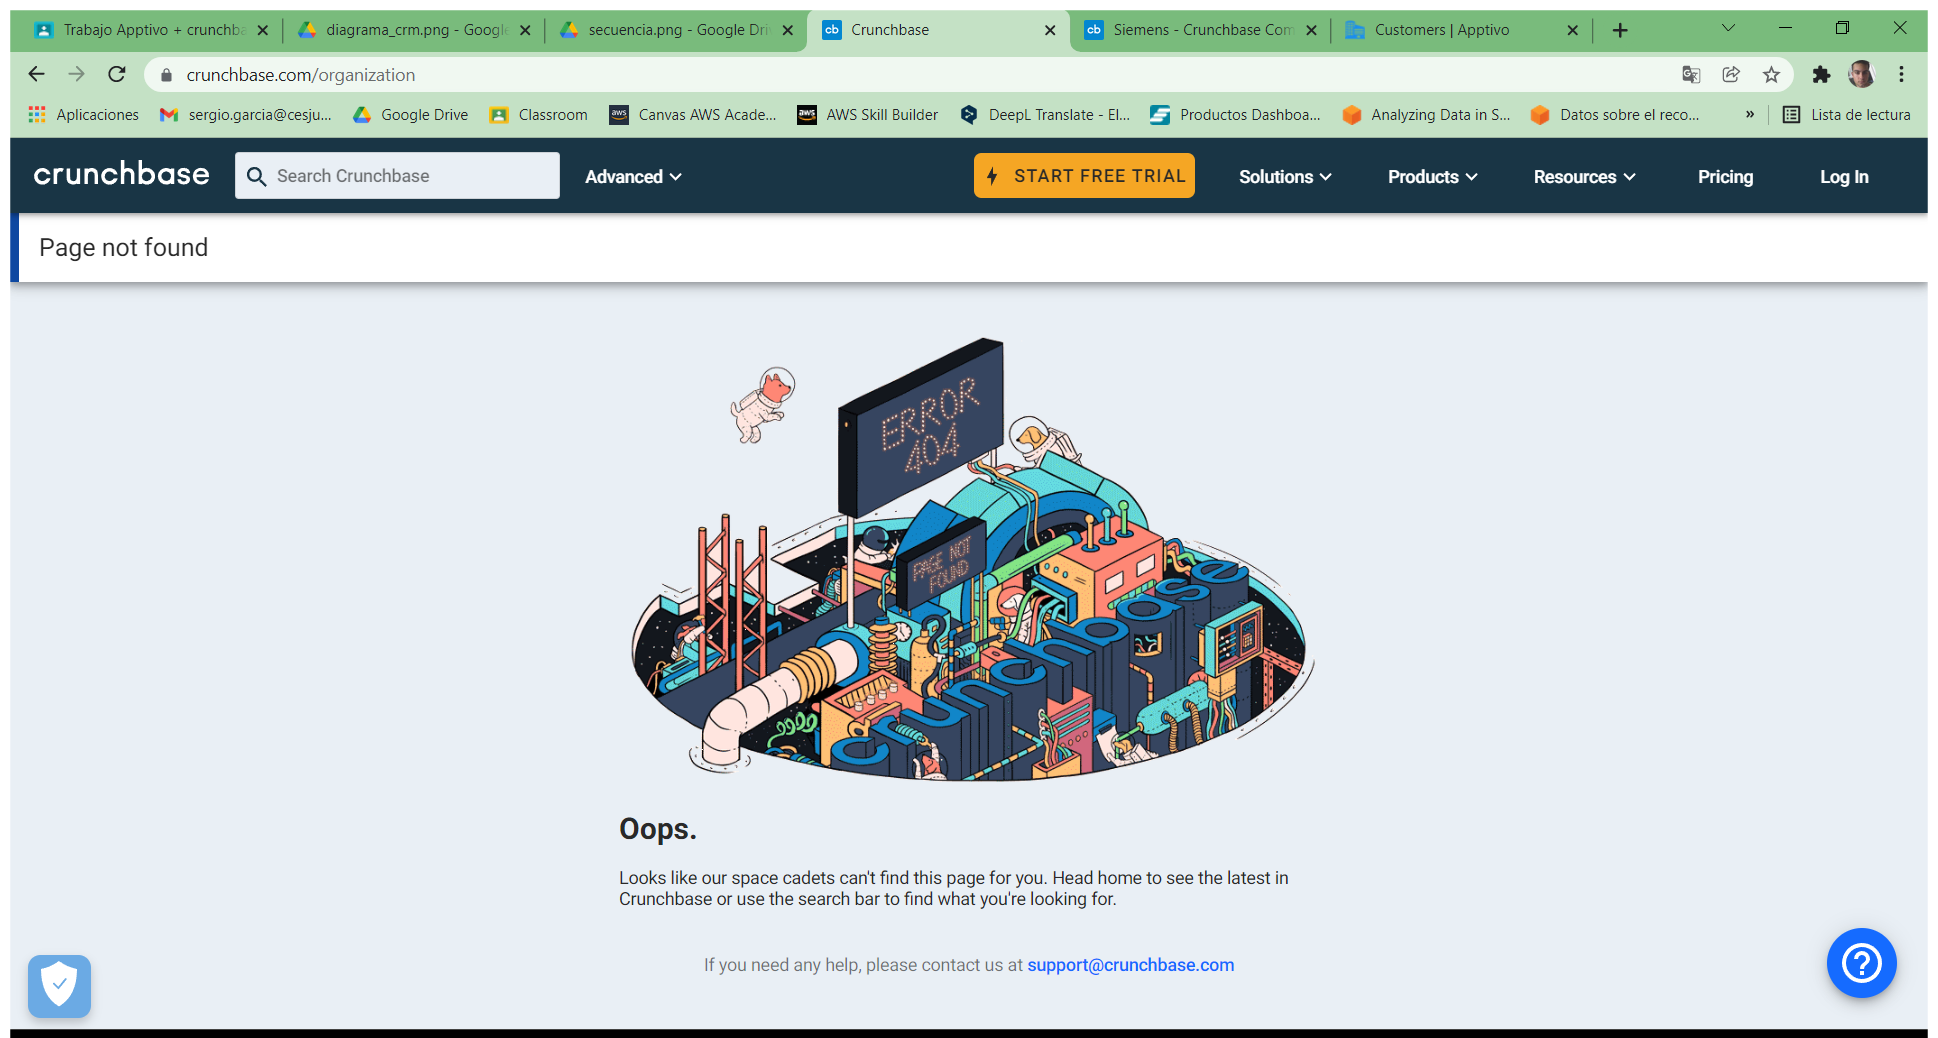 Trabajo Apptivo + crunchba
diagrama_crm.png - Google
secuencia.png - Google Driv
Crunchbase
Siemens - Crunchbase Com
Customers | Apptivo
crunchbase.com/organization
Aplicaciones
sergio.garcia@cesju...
Google Drive
Classroom
Canvas AWS Acade...
AWS Skill Builder
DeepL Translate - El...
Productos Dashboa...
Analyzing Data in S...
Datos sobre el reco...
»
Lista de lectura
crunchbase
Search Crunchbase
Advanced
START FREE TRIAL
Solutions
Products
Resources
Pricing
Log In
Page not found
ERROR
404
PAGE NOT
FOUND
crunchbase
Oops.
Looks like our space cadets can't find this page for you. Head home to see the latest in
Crunchbase or use the search bar to find what you're looking for.
If you need any help, please contact us at support@crunchbase.com